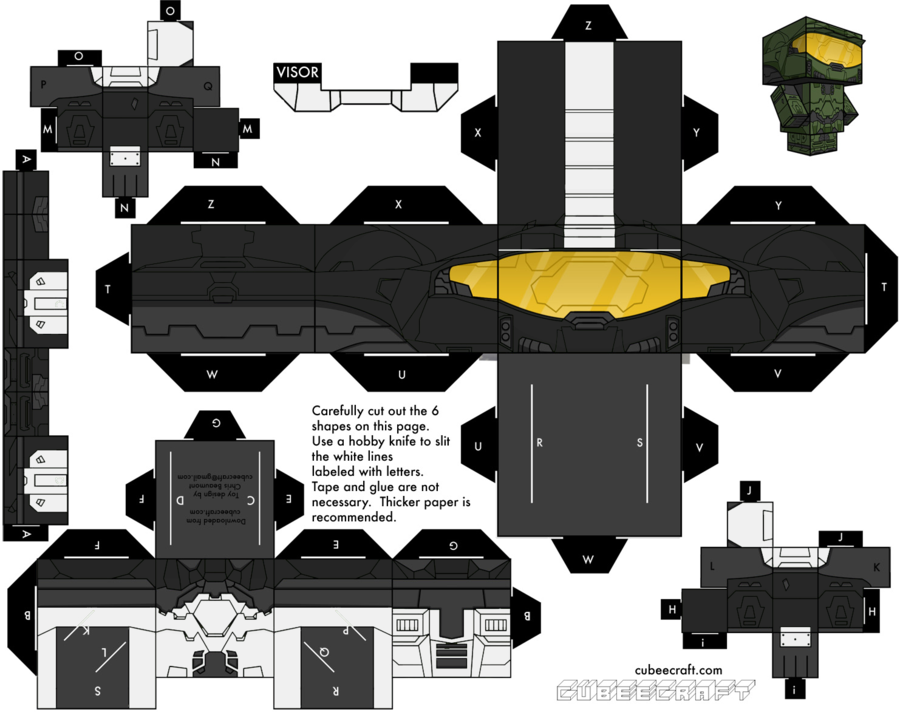 O
Z
O
VISOR
P
Q
X
Y
M
M
N
A
N
Z
X
Y
T
T
W
U
V
Carefully cut out the 6
shapes on this page.
Use a hobby knife to slit
the white lines
labeled with letters.
Tape and glue are not
necessary. Thicker paper is
recommended.
G
U
R
S
V
F
D
C
E
Downloaded from
cubeecraft.com
Toy design by
Chris Beaumont
cubeecraft@gmail.com
J
A
F
E
G
W
J
L
K
B
B
H
H
K
P
L
Q
i
S
R
cubeecraft.com
CUBEECRAFT
i